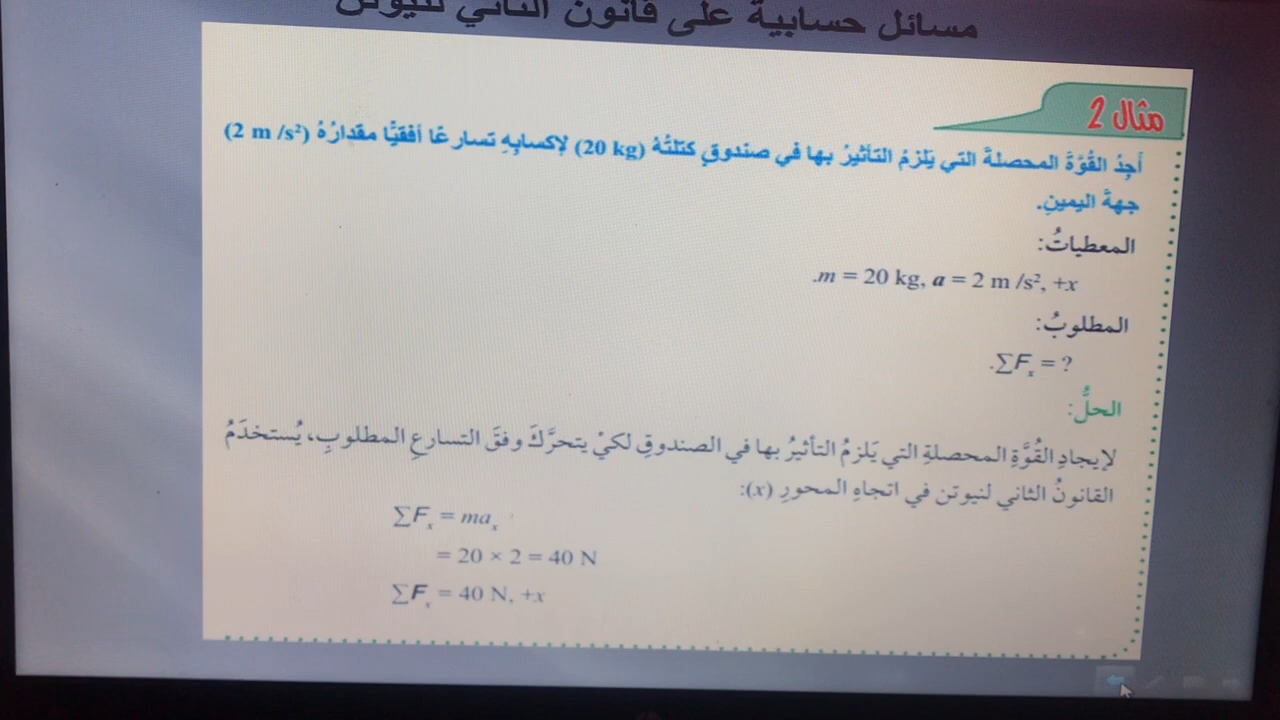 مسائل حسابية على قانون الثاني لنيوتن
مثال 2
أَجِدُ القُوَّةَ المحصلةَ التي يَلزمُ التأثيرُ بها في صندوقٍ كتلتُهُ (20 kg) لإكسابِهِ تسارعًا أفقيًّا مقدارُهُ (2 m /s²)
جهةَ اليمينِ.
المعطياتُ:
m = 20 kg, a = 2 m /s², +x.
المطلوبُ:
∑Fₓ = ?.
الحلُّ:
لإيجادِ القُوَّةِ المحصلةِ التي يَلزمُ التأثيرُ بها في الصندوقِ لكيْ يتحرَّكَ وفقَ التسارعِ المطلوبِ، يُستخدَمُ
القانونُ الثاني لنيوتن في اتجاهِ المحورِ (x):
∑Fₓ = maₓ
= 20 × 2 = 40 N
∑Fₓ = 40 N, +x